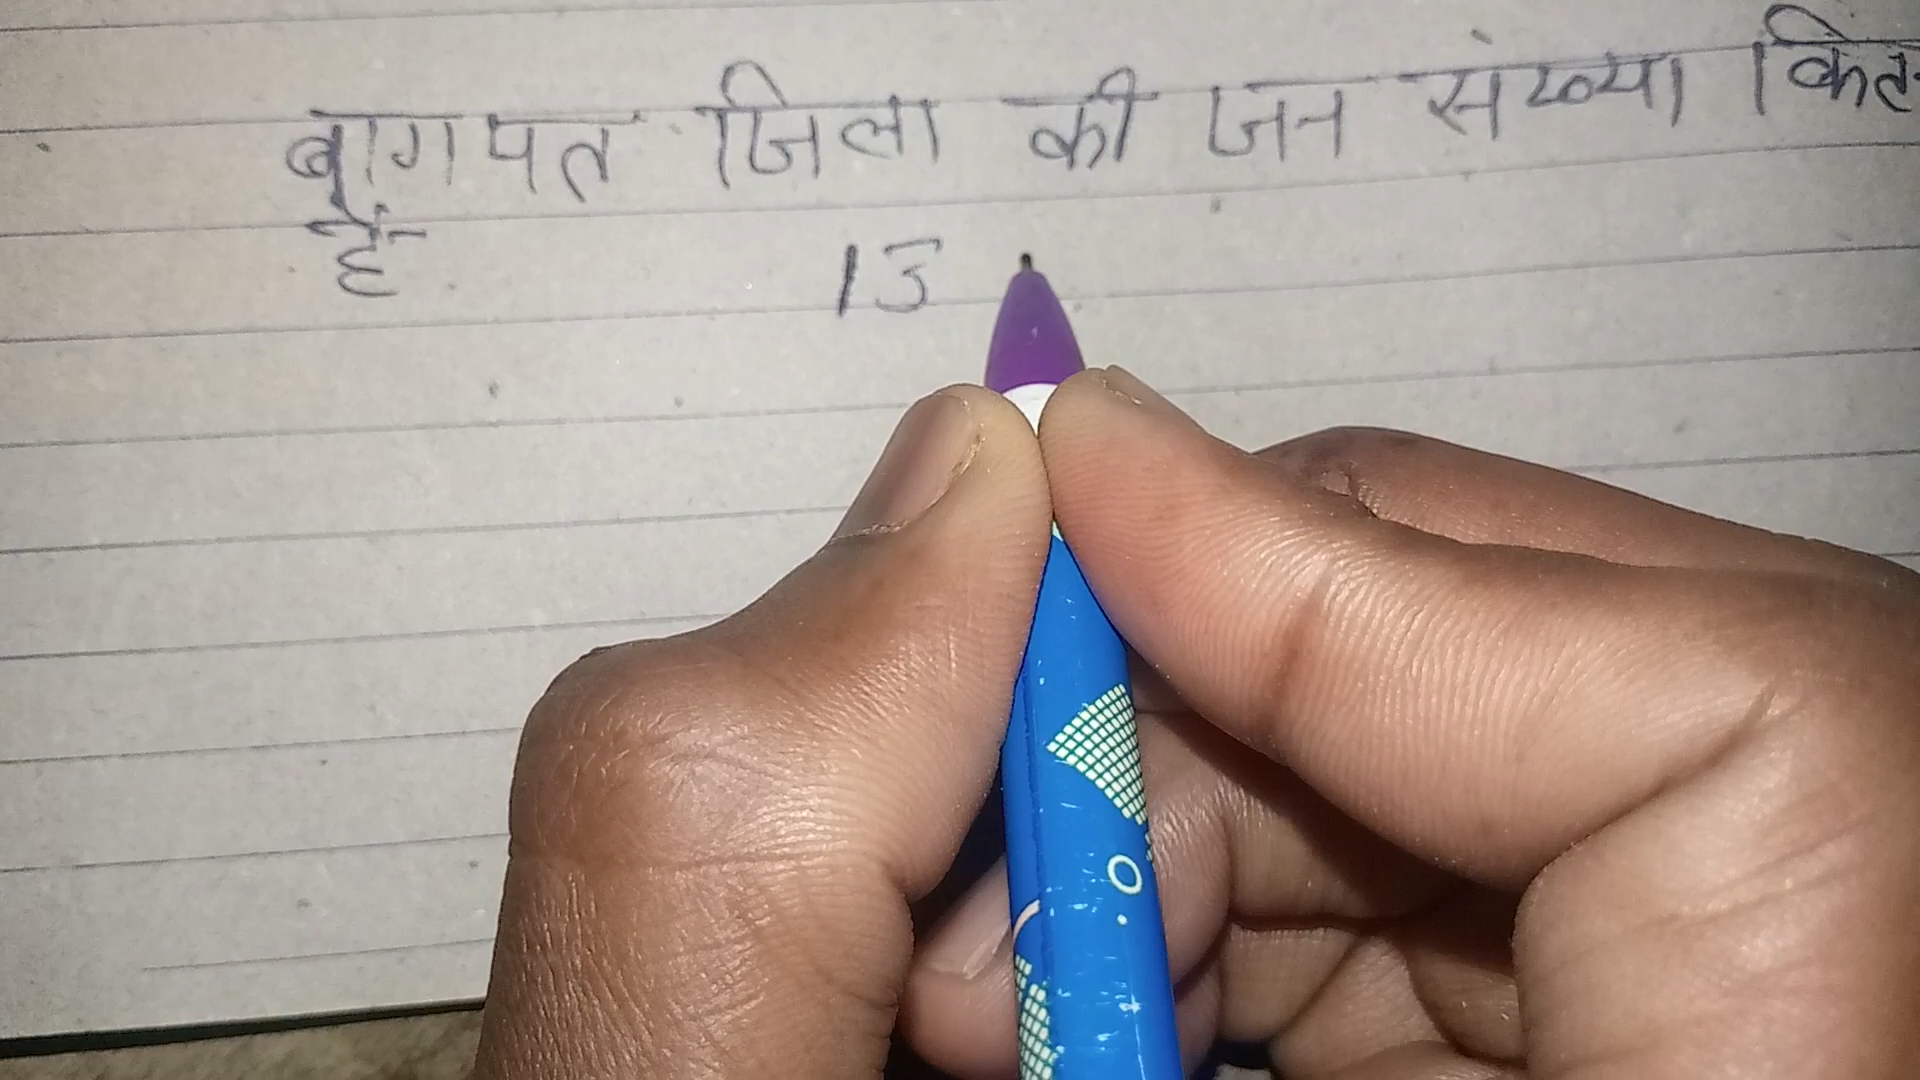 बागपत जिला की जन संख्या कित
है 13